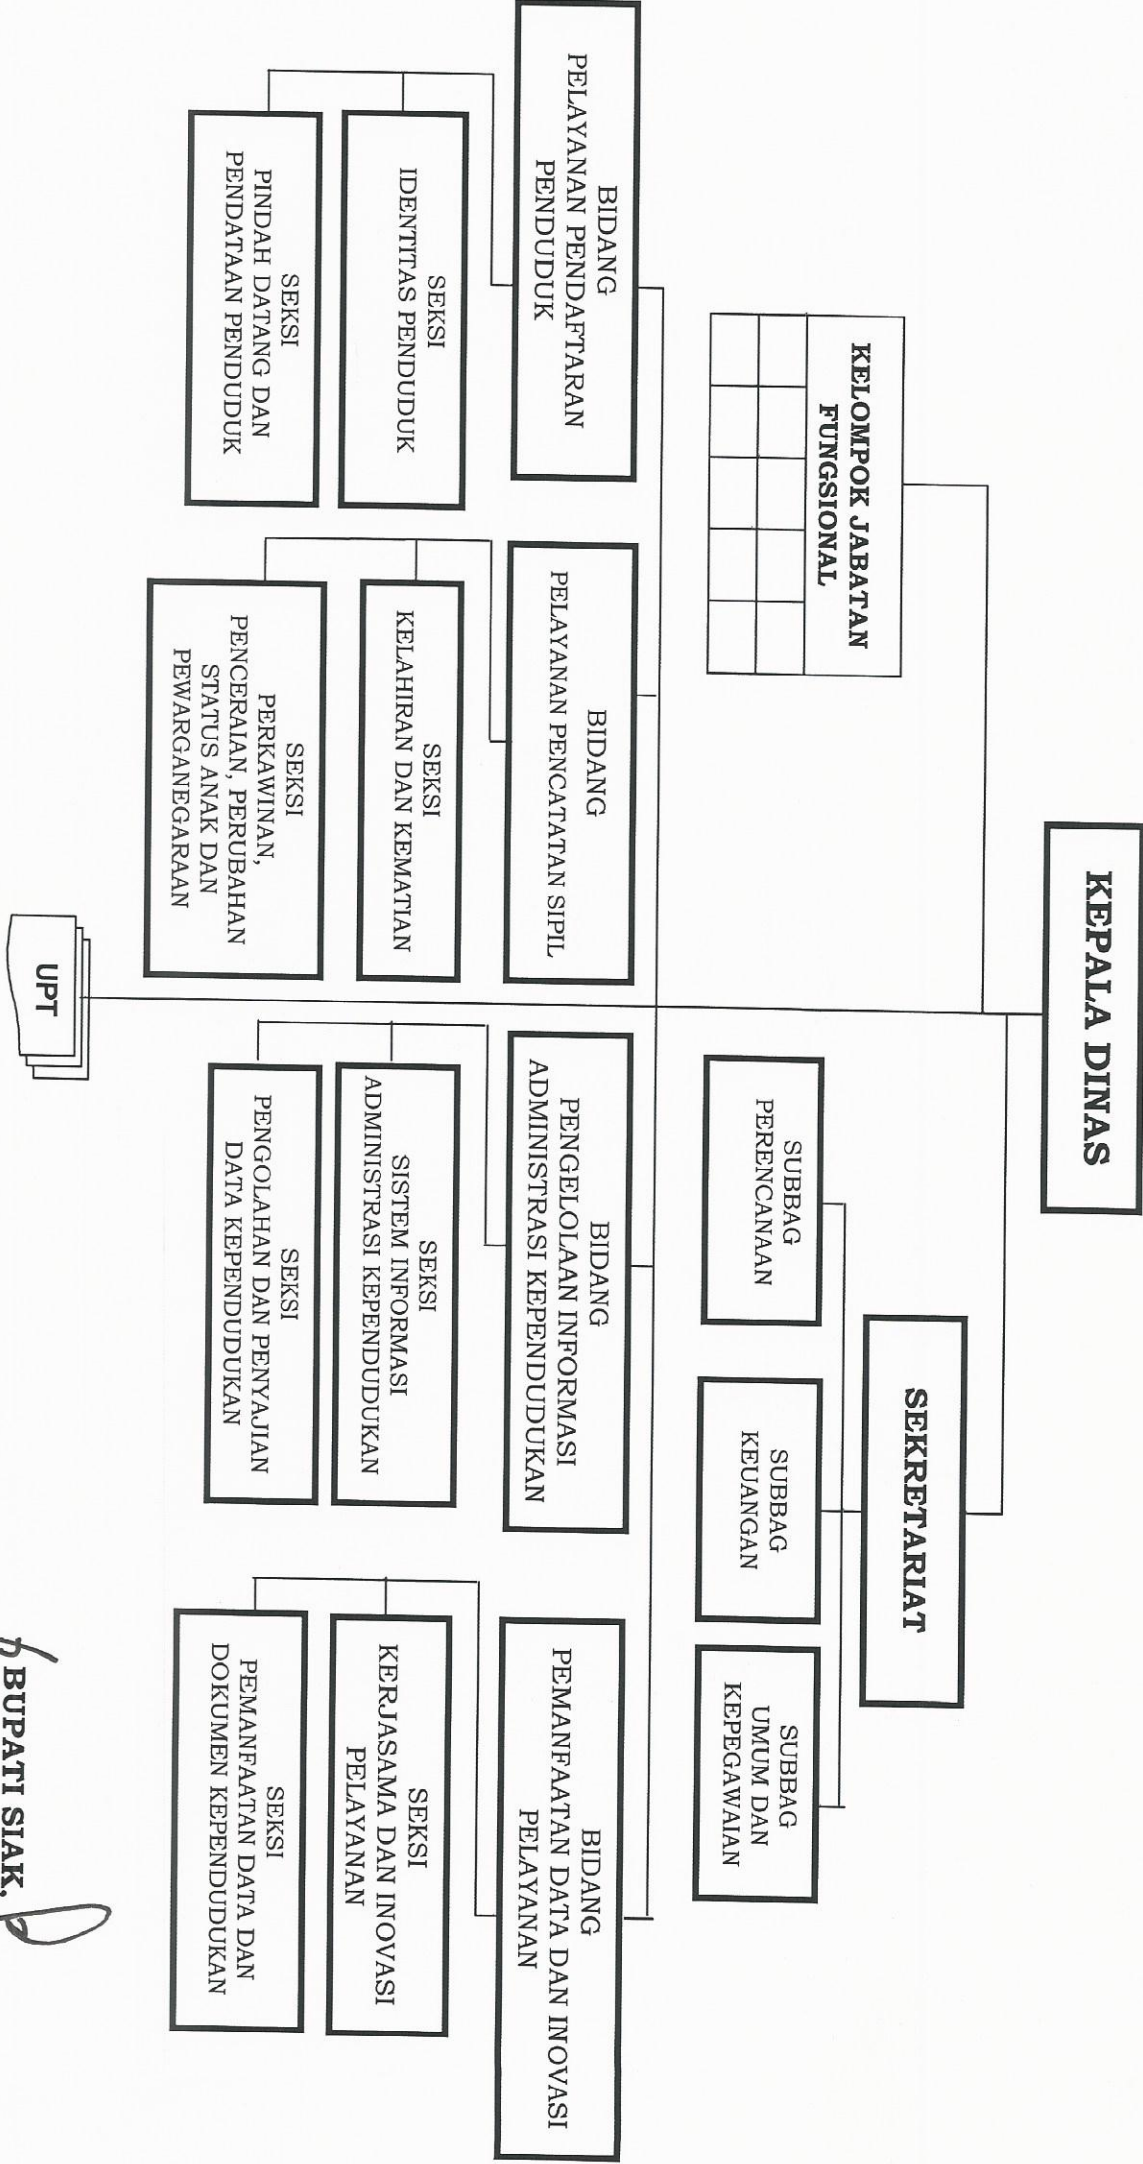 KEPALA DINAS
KELOMPOK JABATAN
FUNGSIONAL
SEKRETARIAT
SUBBAG
PERENCANAAN
SUBBAG
KEUANGAN
SUBBAG
UMUM DAN
KEPEGAWAIAN
BIDANG
PELAYANAN PENDAFTARAN
PENDUDUK
BIDANG
PELAYANAN PENCATATAN SIPIL
BIDANG
PENGELOLAAN INFORMASI
ADMINISTRASI KEPENDUDUKAN
BIDANG
PEMANFAATAN DATA DAN INOVASI
PELAYANAN
SEKSI
IDENTITAS PENDUDUK
SEKSI
KELAHIRAN DAN KEMATIAN
SEKSI
SISTEM INFORMASI
ADMINISTRASI KEPENDUDUKAN
SEKSI
KERJASAMA DAN INOVASI
PELAYANAN
SEKSI
PINDAH DATANG DAN
PENDATAAN PENDUDUK
SEKSI
PERKAWINAN,
PENCERAIAN, PERUBAHAN
STATUS ANAK DAN
PEWARGANEGARAAN
SEKSI
PENGOLAHAN DAN PENYAJIAN
DATA KEPENDUDUKAN
SEKSI
PEMANFAATAN DATA DAN
DOKUMEN KEPENDUDUKAN
UPT
BUPATI SIAK,